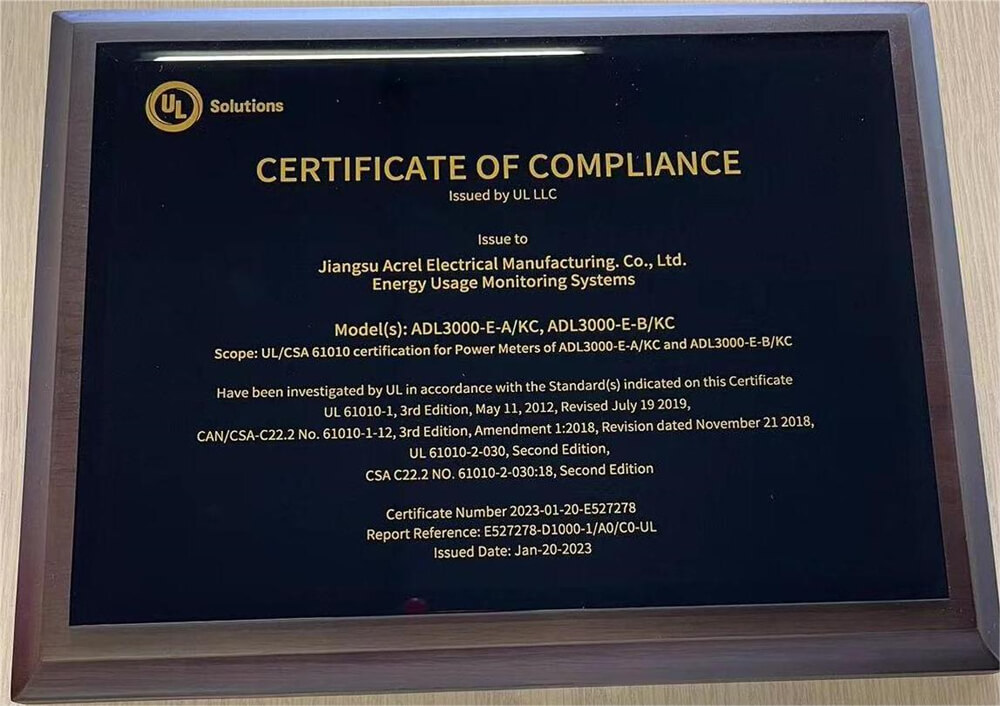 UL Solutions
CERTIFICATE OF COMPLIANCE
Issued by UL LLC
Issue to
Jiangsu Acrel Electrical Manufacturing. Co., Ltd.
Energy Usage Monitoring Systems
Model(s): ADL3000-E-A/KC, ADL3000-E-B/KC
Scope: UL/CSA 61010 certification for Power Meters of ADL3000-E-A/KC and ADL3000-E-B/KC
Have been investigated by UL in accordance with the Standard(s) indicated on this Certificate
UL 61010-1, 3rd Edition, May 11, 2012, Revised July 19 2019,
CAN/CSA-C22.2 No. 61010-1-12, 3rd Edition, Amendment 1:2018, Revision dated November 21 2018,
UL 61010-2-030, Second Edition,
CSA C22.2 NO. 61010-2-030:18, Second Edition
Certificate Number 2023-01-20-E527278
Report Reference: E527278-D1000-1/A0/C0-UL
Issued Date: Jan-20-2023